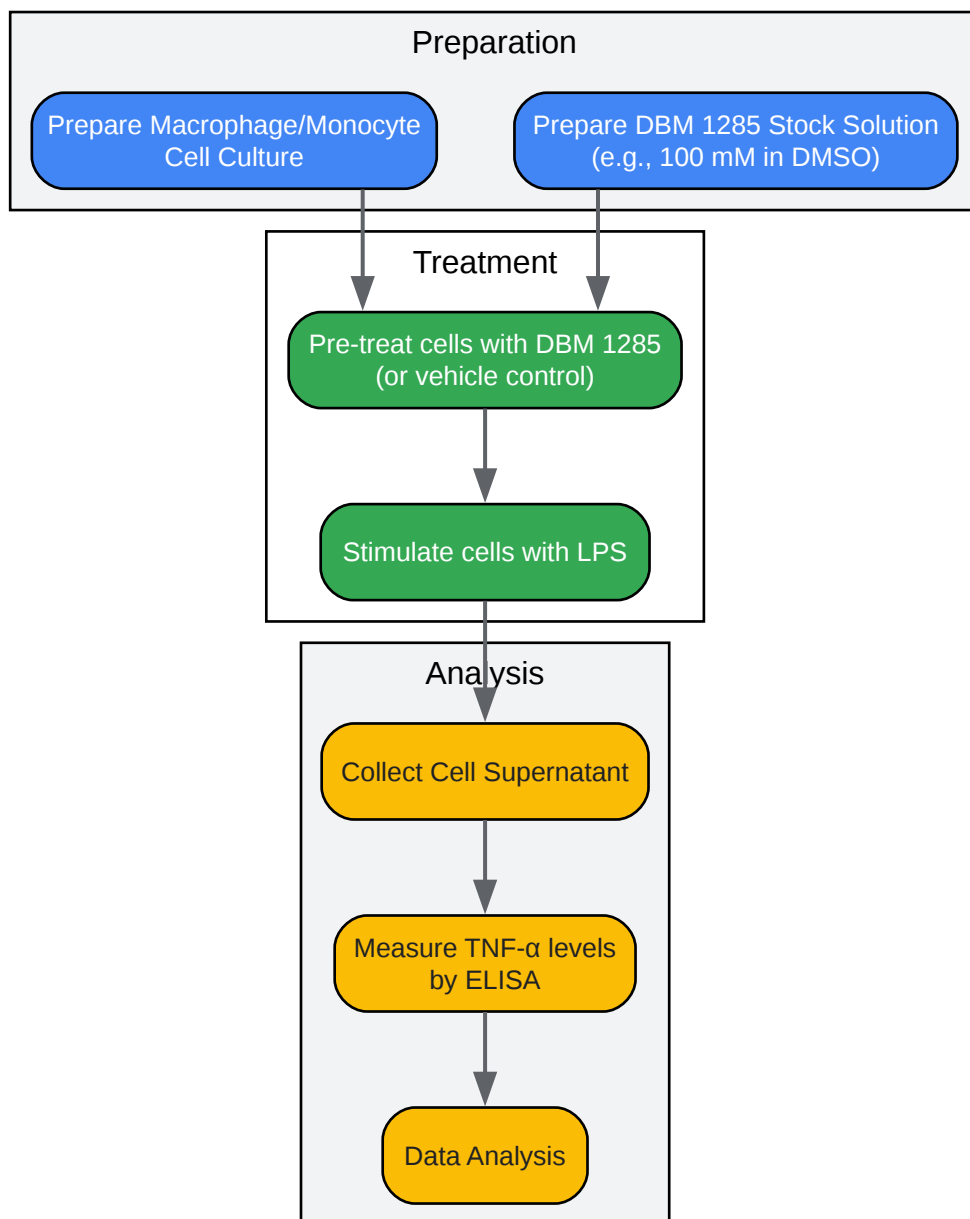 Preparation
Prepare Macrophage/Monocyte
Cell Culture
Prepare DBM 1285 Stock Solution
(e.g., 100 mM in DMSO)
Treatment
Pre-treat cells with DBM 1285
(or vehicle control)
Stimulate cells with LPS
Analysis
Collect Cell Supernatant
Measure TNF-α levels
by ELISA
Data Analysis